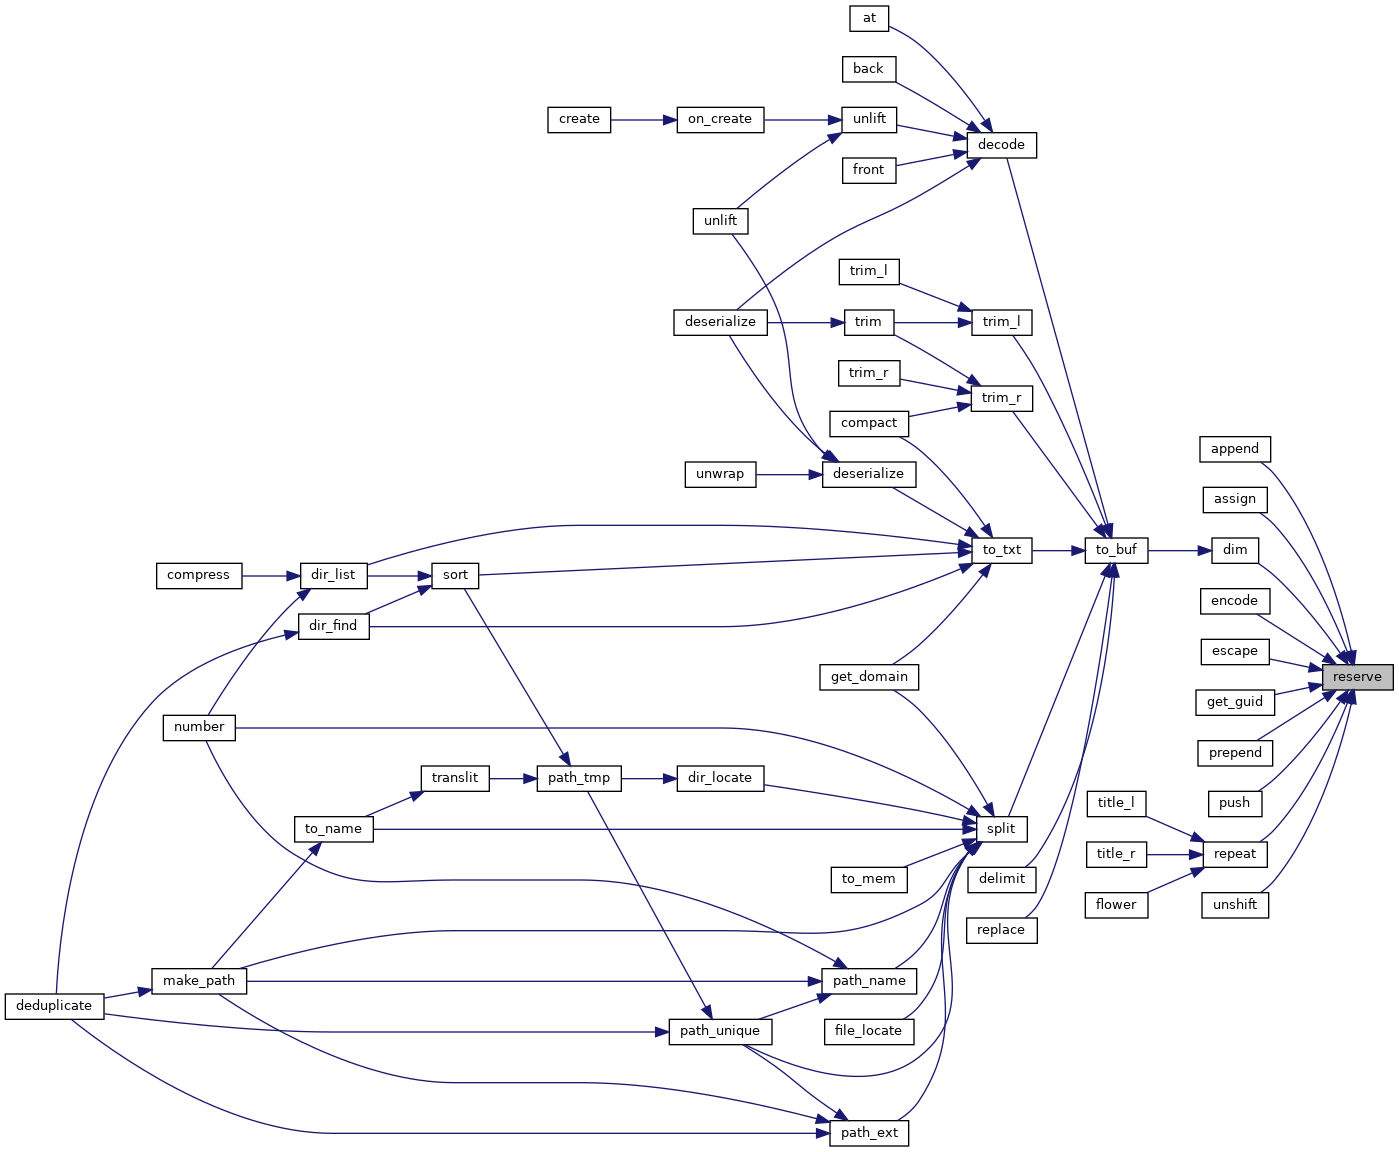 at
back
create
on_create
unlift
decode
front
unlift
trim_l
deserialize
trim
trim_l
trim_r
trim_r
compact
append
unwrap
deserialize
assign
to_txt
to_buf
dim
compress
dir_list
sort
encode
dir_find
escape
get_domain
reserve
get_guid
number
prepend
translit
path_tmp
dir_locate
title_l
push
to_name
split
title_r
repeat
to_mem
delimit
flower
unshift
replace
make_path
path_name
deduplicate
path_unique
file_locate
path_ext